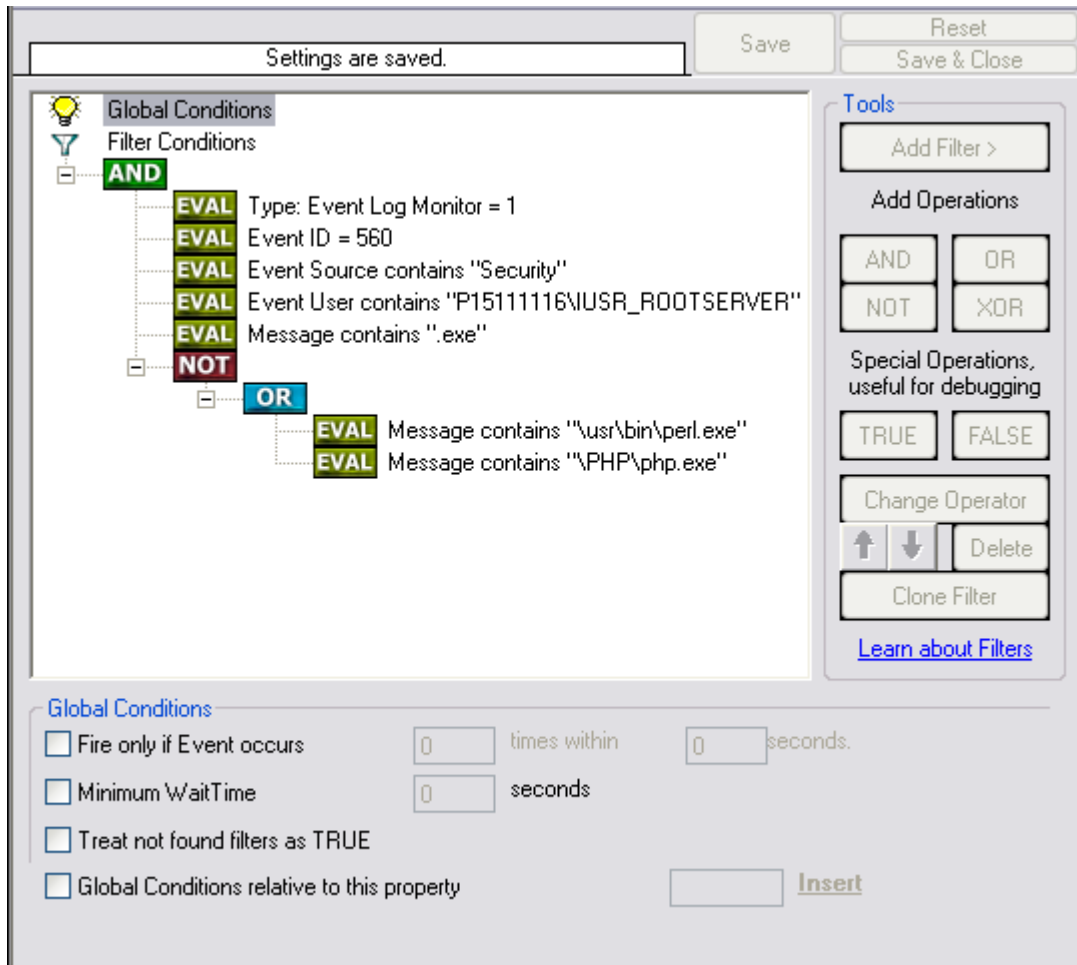 Settings are saved.
Save
Reset
Save & Close
Global Conditions
Filter Conditions
AND
EVAL Type: Event Log Monitor = 1
EVAL Event ID = 560
EVAL Event Source contains "Security"
EVAL Event User contains "P15111116\IUSR_ROOTSERVER"
EVAL Message contains ".exe"
NOT
OR
EVAL Message contains "\usr\bin\perl.exe"
EVAL Message contains "\PHP\php.exe"
Tools
Add Filter >
Add Operations
AND OR
NOT XOR
Special Operations,
useful for debugging
TRUE FALSE
Change Operator
Delete
Clone Filter
Learn about Filters
Global Conditions
Fire only if Event occurs 0 times within 0 seconds.
Minimum WaitTime 0 seconds
Treat not found filters as TRUE
Global Conditions relative to this property Insert